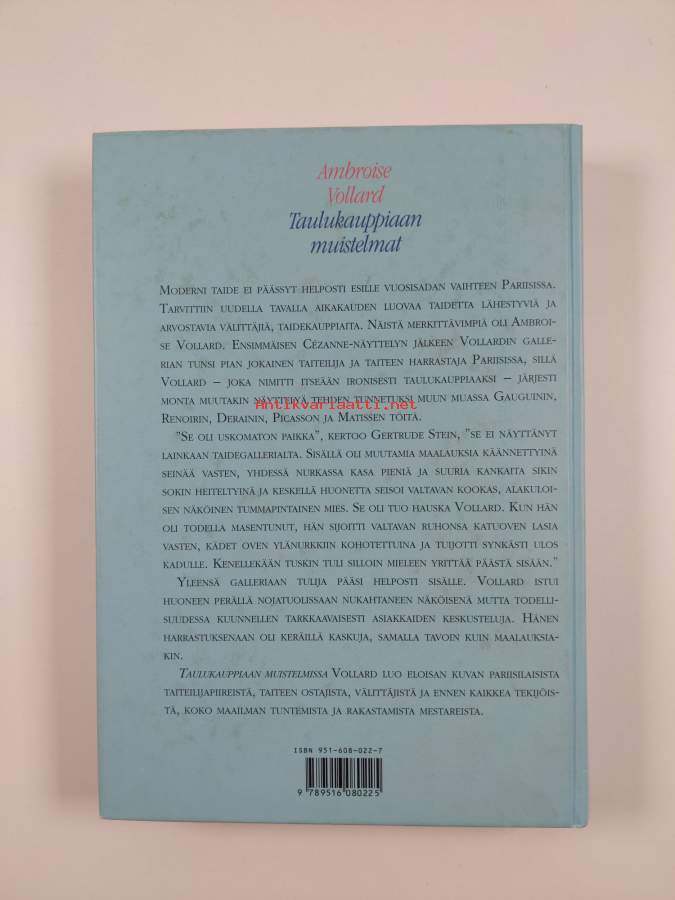 Ambroise
Vollard
Taulukauppiaan
muistelmat
MODERNI TAIDE EI PÄÄSSYT HELPOSTI ESILLE VUOSISADAN VAIHTEEN PARIISISSA.
TARVITTIIN UUDELLA TAVALLA AIKAKAUDEN LUOVAA TAIDETTA LÄHESTYVIÄ JA
ARVOSTAVIA VÄLITTÄJIÄ, TAIDEKAUPPIAITA. NÄISTÄ MERKITTÄVIMPIÄ OLI AMBROI-
SE VOLLARD. ENSIMMÄISEN CÉZANNE-NÄYTTELYN JÄLKEEN VOLLARDIN GALLE-
RIAN TUNSI PIAN JOKAINEN TAITEILIJA JA TAITEEN HARRASTAJA PARIISISSA, SILLÄ
VOLLARD – JOKA NIMITTI ITSEÄÄN IRONISESTI TAULUKAUPPIAAKSI – JÄRJESTI
MONTA MUUTAKIN NÄYTTELYÄ TEHDEN TUNNETUKSI MUUN MUASSA GAUGUININ,
Antikvariaatti.net
RENOIRIN, DERAININ, PICASSON JA MATISSEN TÖITÄ.
"SE OLI USKOMATON PAIKKA", KERTOO GERTRUDE STEIN, "SE EI NÄYTTÄNYT
LAINKAAN TAIDEGALLERIALTA. SISÄLLÄ OLI MUUTAMIA MAALAUKSIA KÄÄNNETTYINÄ
SEINÄÄ VASTEN, YHDESSÄ NURKASSA KASA PIENIÄ JA SUURIA KANKAITA SIKIN
SOKIN HEITELTYINÄ JA KESKELLÄ HUONETTA SEISOI VALTAVAN KOOKAS, ALAKULOI-
SEN NÄKÖINEN TUMMAPINTAINEN MIES. SE OLI TUO HAUSKA VOLLARD. KUN HÄN
OLI TODELLA MASENTUNUT, HÄN SIJOITTI VALTAVAN RUHONSA KATUOVEN LASIA
VASTEN, KÄDET OVEN YLÄNURKKIIN KOHOTETTUINA JA TUIJOTTI SYNKÄSTI ULOS
KADULLE. KENELLEKÄÄN TUSKIN TULI SILLOIN MIELEEN YRITTÄÄ PÄÄSTÄ SISÄÄN."
YLEENSÄ GALLERIAAN TULIJA PÄÄSI HELPOSTI SISÄLLE. VOLLARD ISTUI
HUONEEN PERÄLLÄ NOJATUOLISSAAN NUKAHTANEEN NÄKÖISENÄ MUTTA TODELLI-
SUUDESSA KUUNNELLEN TARKKAAVAISESTI ASIAKKAIDEN KESKUSTELUJA. HÄNEN
HARRASTUKSENAAN OLI KERÄILLÄ KASKUJA, SAMALLA TAVOIN KUIN MAALAUKSIA-
KIN.
TAULUKAUPPIAAN MUISTELMISSA VOLLARD LUO ELOISAN KUVAN PARIISILAISISTA
TAITEILIJAPIIREISTÄ, TAITEEN OSTAJISTA, VÄLITTÄJISTÄ JA ENNEN KAIKKEA TEKIJÖIS-
TÄ, KOKO MAAILMAN TUNTEMISTA JA RAKASTAMISTA MESTAREISTA.
ISBN 951-608-022-7
9 789516 080225